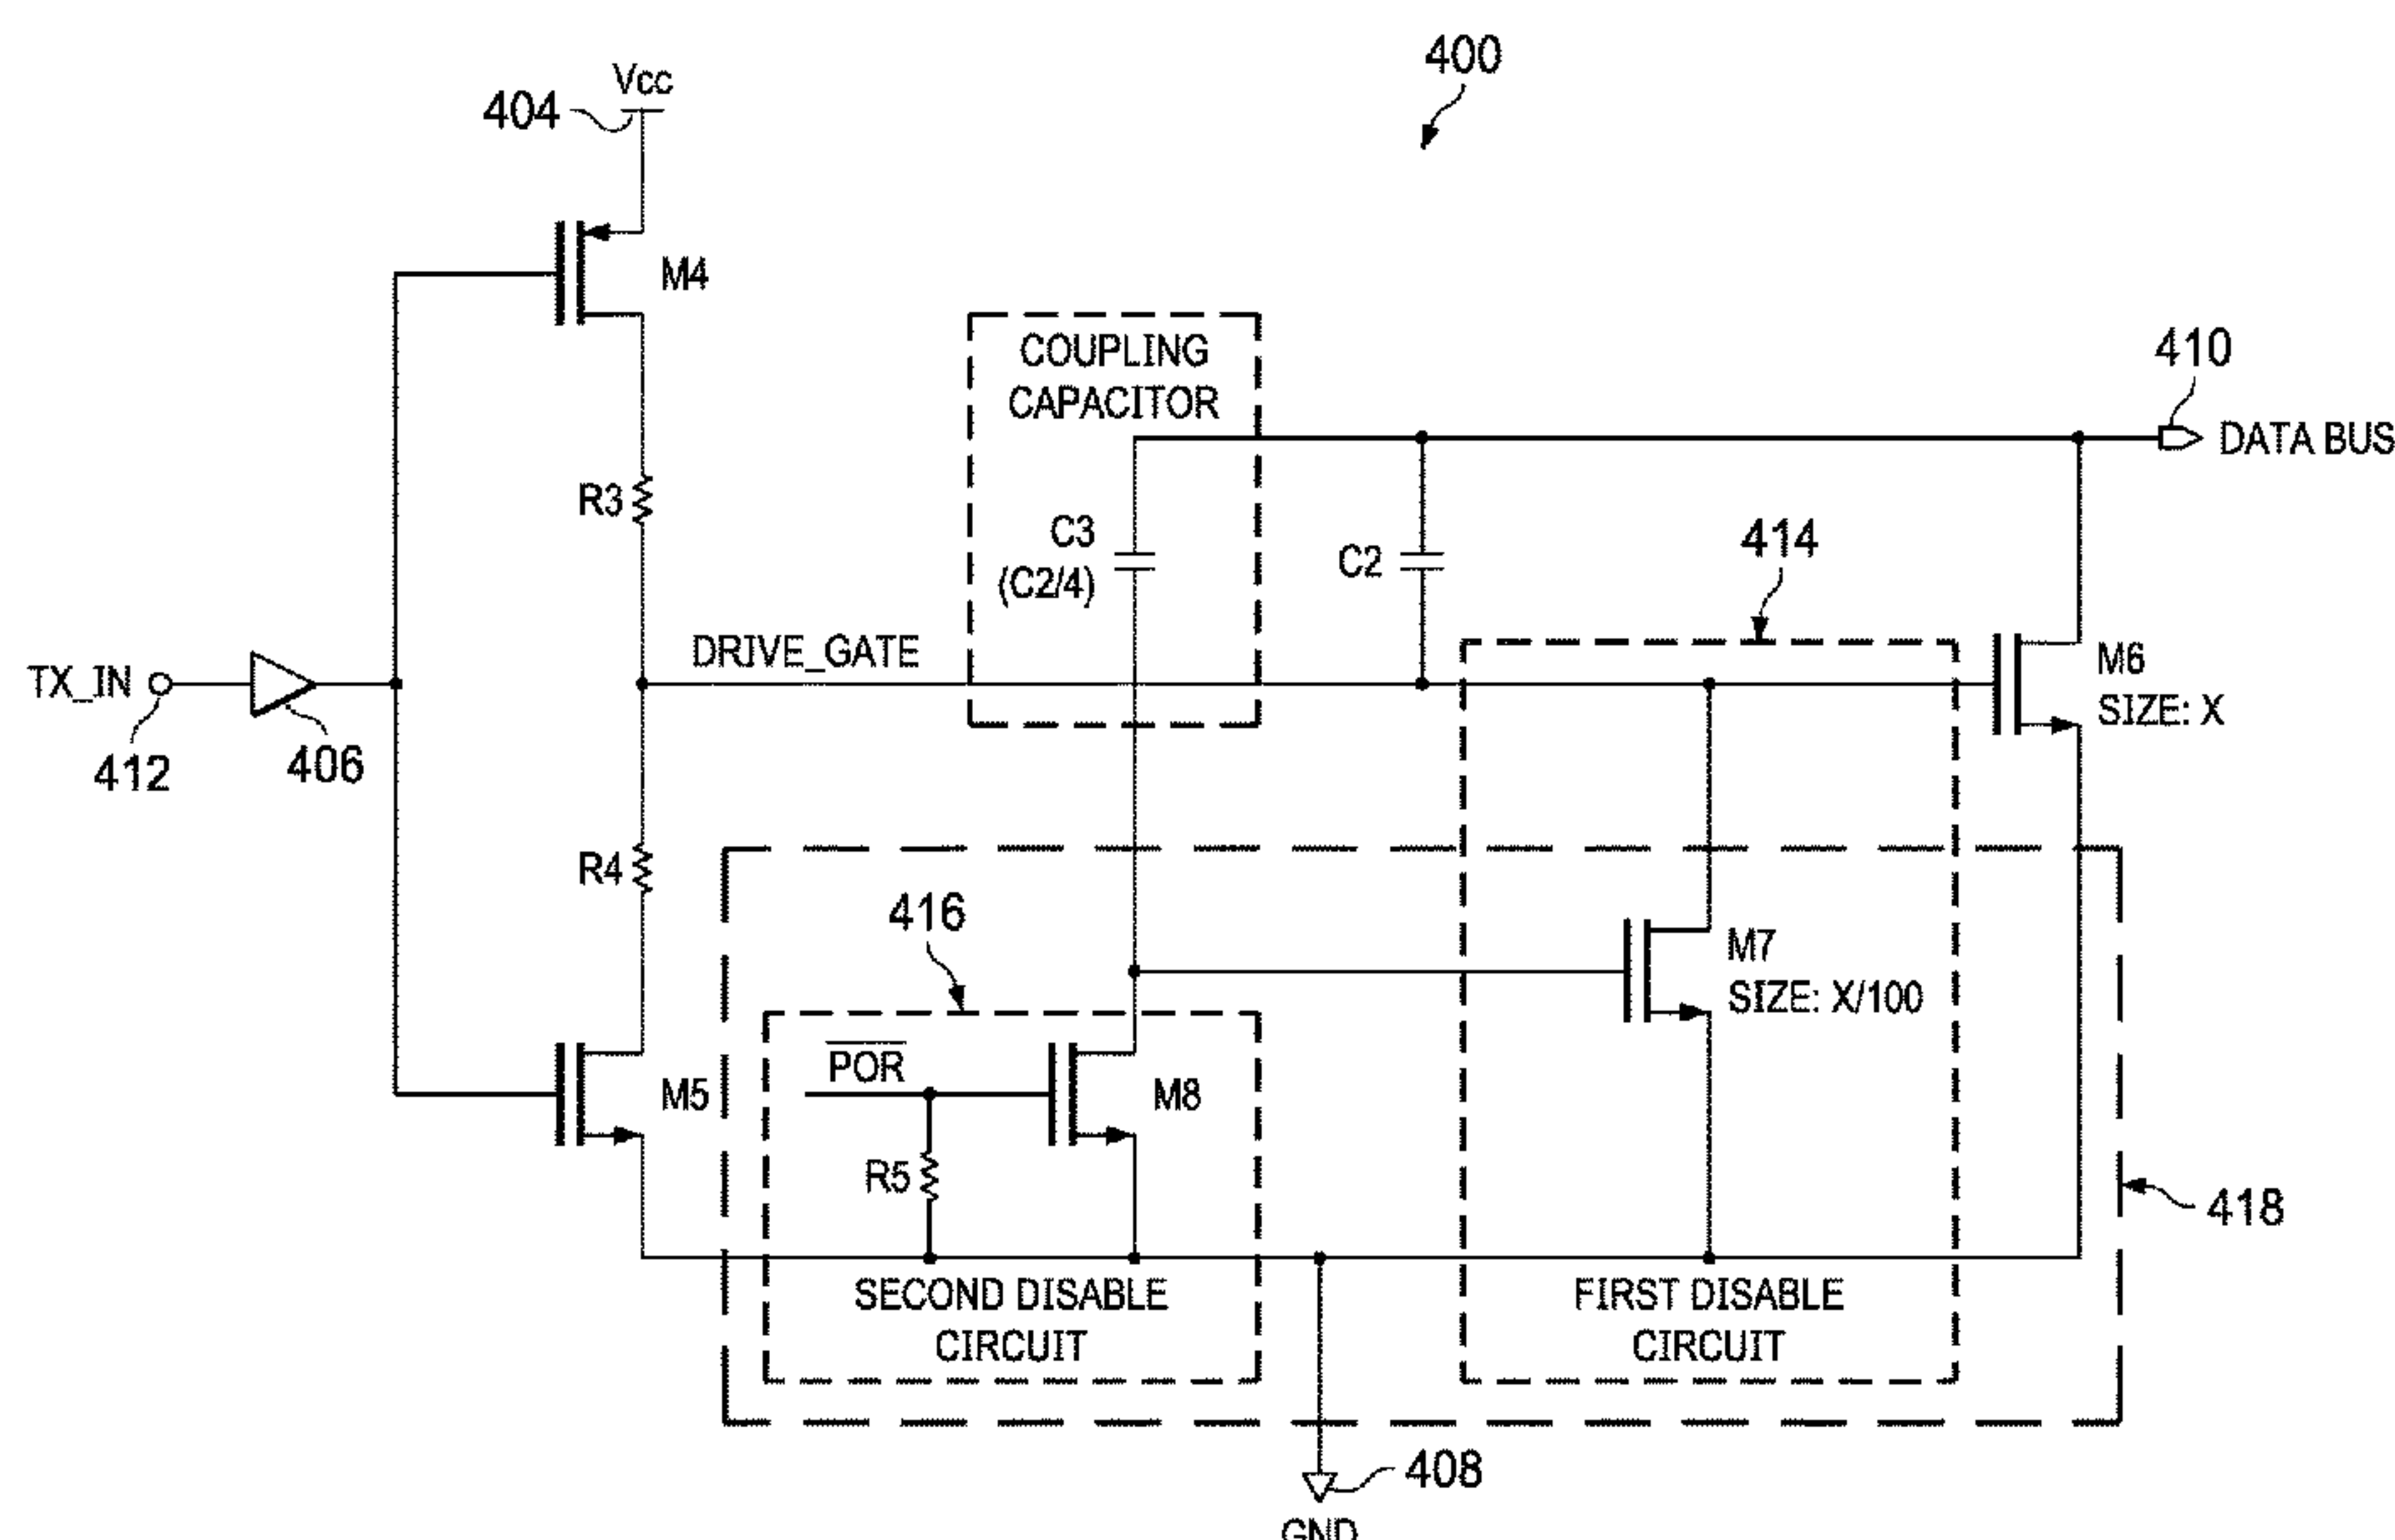 400
Vcc
404
M4
COUPLING
CAPACITOR
410
DATA BUS
R3
C3
(C2/4)
C2
414
TX_IN
412
406
DRIVE_GATE
M6
SIZE: X
R4
416
M7
SIZE: X/100
POR
M5
M8
R5
418
SECOND DISABLE
CIRCUIT
FIRST DISABLE
CIRCUIT
408
GND